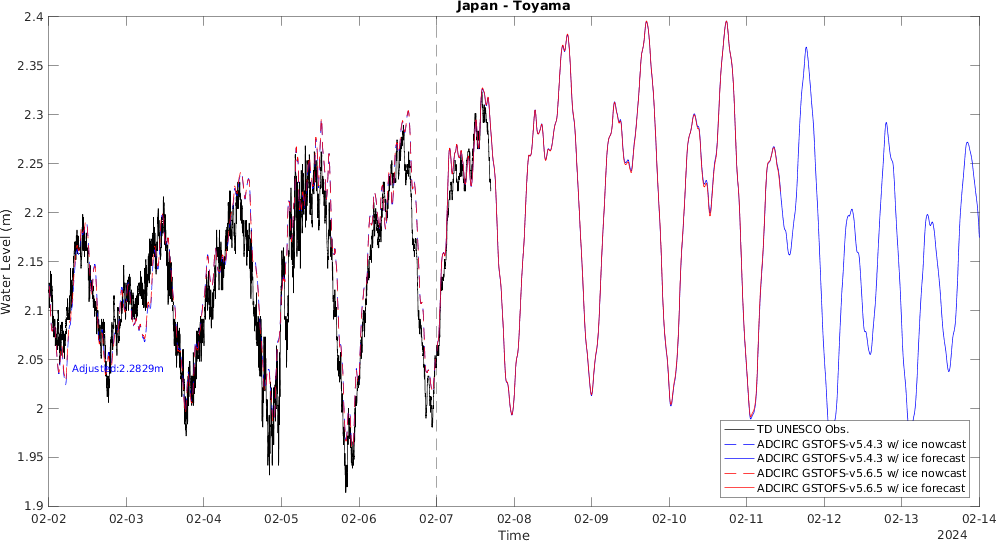 Japan - Toyama
2.4
2.35
2.3
2.25
2.2
2.15
2.1
2.05
2
1.95
1.9
Water Level (m)
Adjusted:2.2829m
TD UNESCO Obs.
ADCIRC GSTOFS-v5.4.3 w/ ice nowcast
ADCIRC GSTOFS-v5.4.3 w/ ice forecast
ADCIRC GSTOFS-v5.6.5 w/ ice nowcast
ADCIRC GSTOFS-v5.6.5 w/ ice forecast
02-02 02-03 02-04 02-05 02-06 02-07 02-08 02-09 02-10 02-11 02-12 02-13 02-14
Time
2024